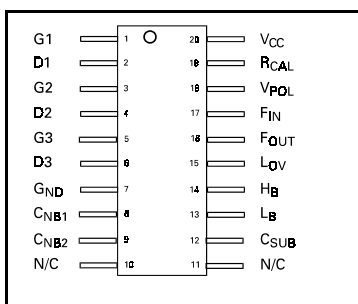 G1 1 20 VCC
D1 2 19 RCAL
G2 3 18 VPOL
D2 4 17 FIN
G3 5 16 FOUT
D3 6 15 LOV
GND 7 14 HB
CNB1 8 13 LB
CNB2 9 12 CSUB
N/C 10 11 N/C